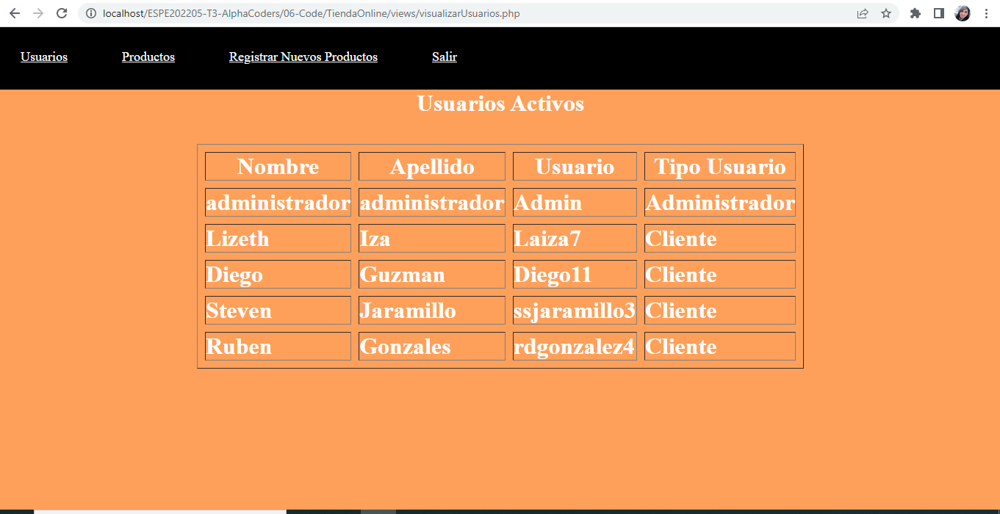 localhost/ESPE202205-T3-AlphaCoders/06-Code/TiendaOnline/views/visualizarUsuarios.php
Usuarios Productos Registrar Nuevos Productos Salir
Usuarios Activos
Nombre Apellido Usuario Tipo Usuario
administrador administrador Admin Administrador
Lizeth Iza Laiza7 Cliente
Diego Guzman Diego11 Cliente
Steven Jaramillo ssjaramillo3 Cliente
Ruben Gonzales rdgonzalez4 Cliente